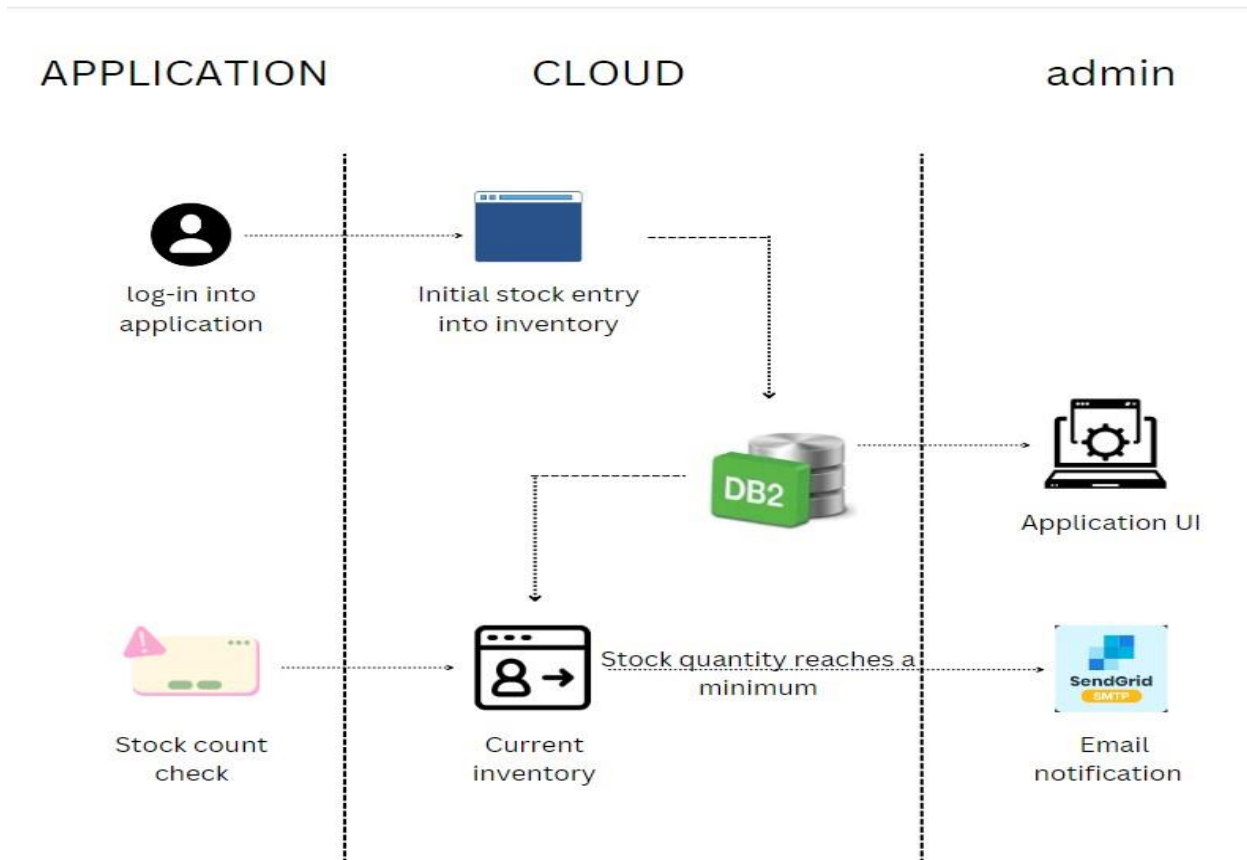 APPLICATION
CLOUD
admin
log-in into
application
Initial stock entry
into inventory
DB2
Application UI
Stock quantity reaches a
minimum
SendGrid
SMTP
Stock count
check
Current
inventory
Email
notification